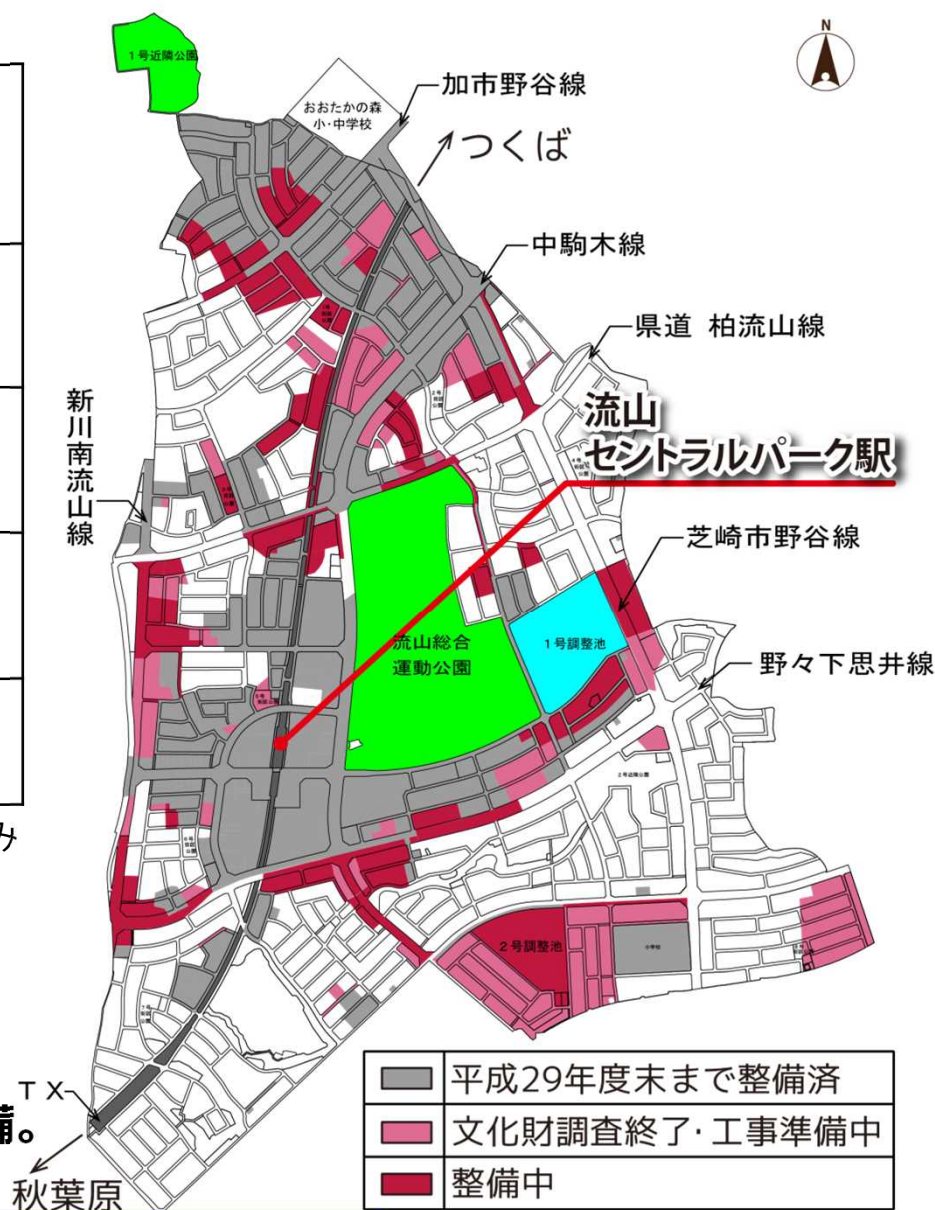 N
1号近隣公園
おおたかの森
小・中学校
加市野谷線
つくば
中駒木線
県道 柏流山線
流山
セントラルパーク駅
新川南流山線
芝崎市野谷線
流山総合
運動公園
1号調整池
野々下思井線
2号近隣公園
み
2号調整池
小学校
TX
備。
秋葉原
平成29年度末まで整備済
文化財調査終了・工事準備中
整備中